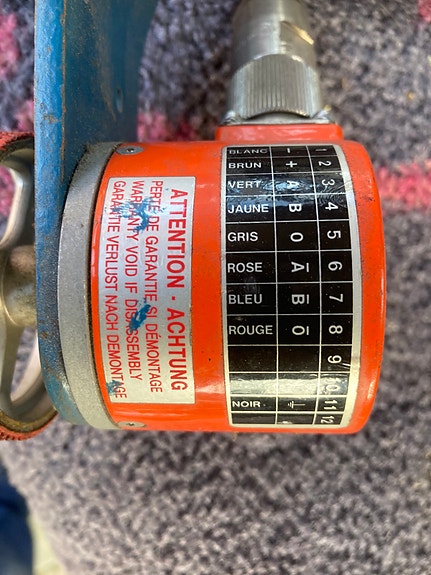 ATTENTION - ACHTUNG
PERTE DE GARANTIE, SI DÉMONTAGE
WARRANTY VOID IF DISASSEMBLY
GARANTIE VERLUST NACH DEMONTAGE
BLANC − 1
BRUN + 2
VERT A 3
JAUNE B 4
GRIS O 5
ROSE Ā 6
BLEU B̄ 7
ROUGE Ō 8
9
10
NOIR ⏚ 11
12